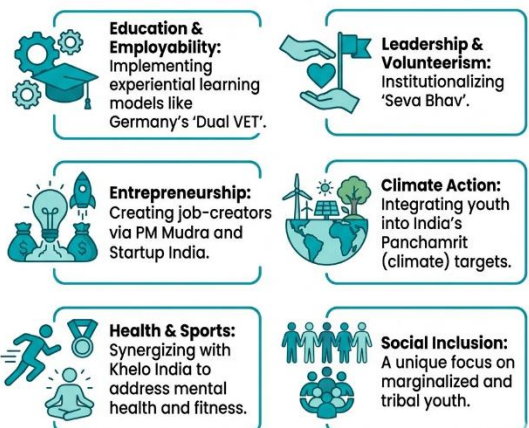 Education &
Employability:
Implementing
experiential learning
models like
Germany's 'Dual VET'.
Leadership &
Volunteerism:
Institutionalizing
'Seva Bhav'.
Entrepreneurship:
Creating job-creators
via PM Mudra and
Startup India.
Climate Action:
Integrating youth
into India's
Panchamrit
(climate) targets.
Health & Sports:
Synergizing with
Khelo India to
address mental
health and fitness.
Social Inclusion:
A unique focus on
marginalized and
tribal youth.
$
$